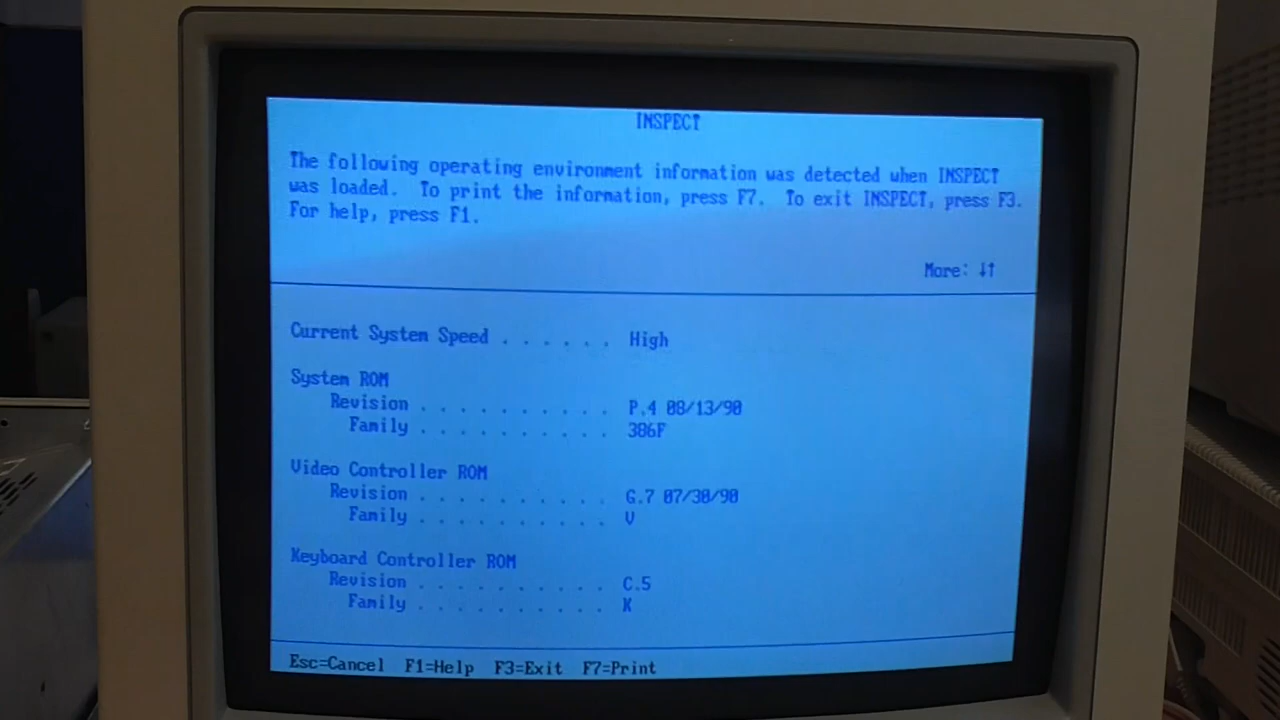 INSPECT
The following operating environment information was detected when INSPECT
was loaded.  To print the information, press F7.  To exit INSPECT, press F3.
For help, press F1.
More: ↓↑
Current System Speed . . . . . .  High
System ROM
Revision . . . . . . . . . .  P.4 08/13/90
Family . . . . . . . . . .  386F
Video Controller ROM
Revision . . . . . . . . . .  G.7 07/30/90
Family . . . . . . . . . .  V
Keyboard Controller ROM
Revision . . . . . . . . . .  C.5
Family . . . . . . . . . .  K
Esc=Cancel  F1=Help  F3=Exit  F7=Print